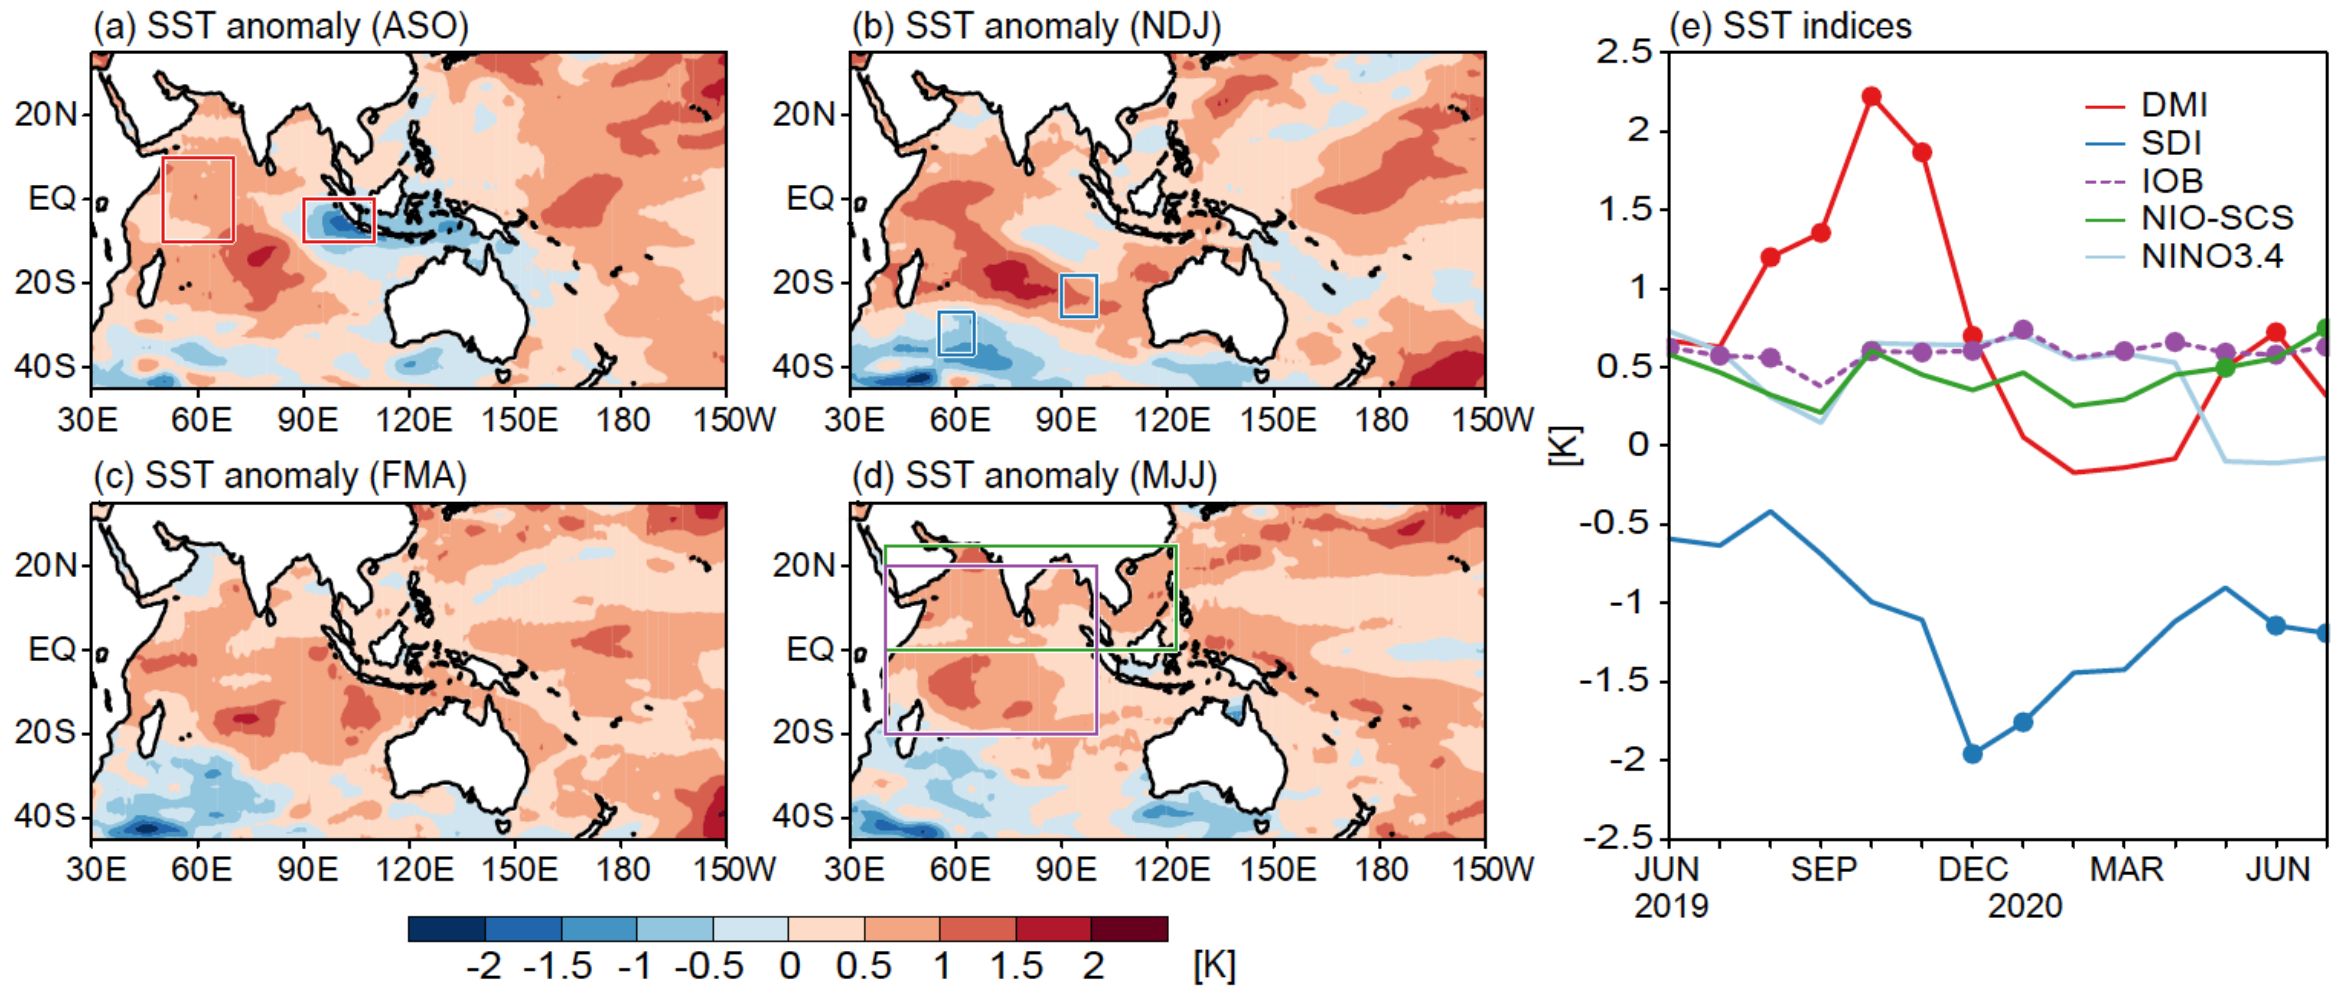 (a) SST anomaly (ASO)
20N
EQ
20S
40S
30E 60E 90E 120E 150E 180 150W
(b) SST anomaly (NDJ)
20N
EQ
20S
40S
30E 60E 90E 120E 150E 180 150W
(c) SST anomaly (FMA)
20N
EQ
20S
40S
30E 60E 90E 120E 150E 180 150W
(d) SST anomaly (MJJ)
20N
EQ
20S
40S
30E 60E 90E 120E 150E 180 150W
-2 -1.5 -1 -0.5 0 0.5 1 1.5 2 [K]
(e) SST indices
2.5
2
1.5
1
0.5
0
-0.5
-1
-1.5
-2
-2.5
[K]
DMI
SDI
IOB
NIO-SCS
NINO3.4
JUN SEP DEC MAR JUN
2019 2020